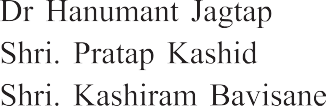 Dr Hanumant Jagtap
Shri. Pratap Kashid
Shri. Kashiram Bavisane